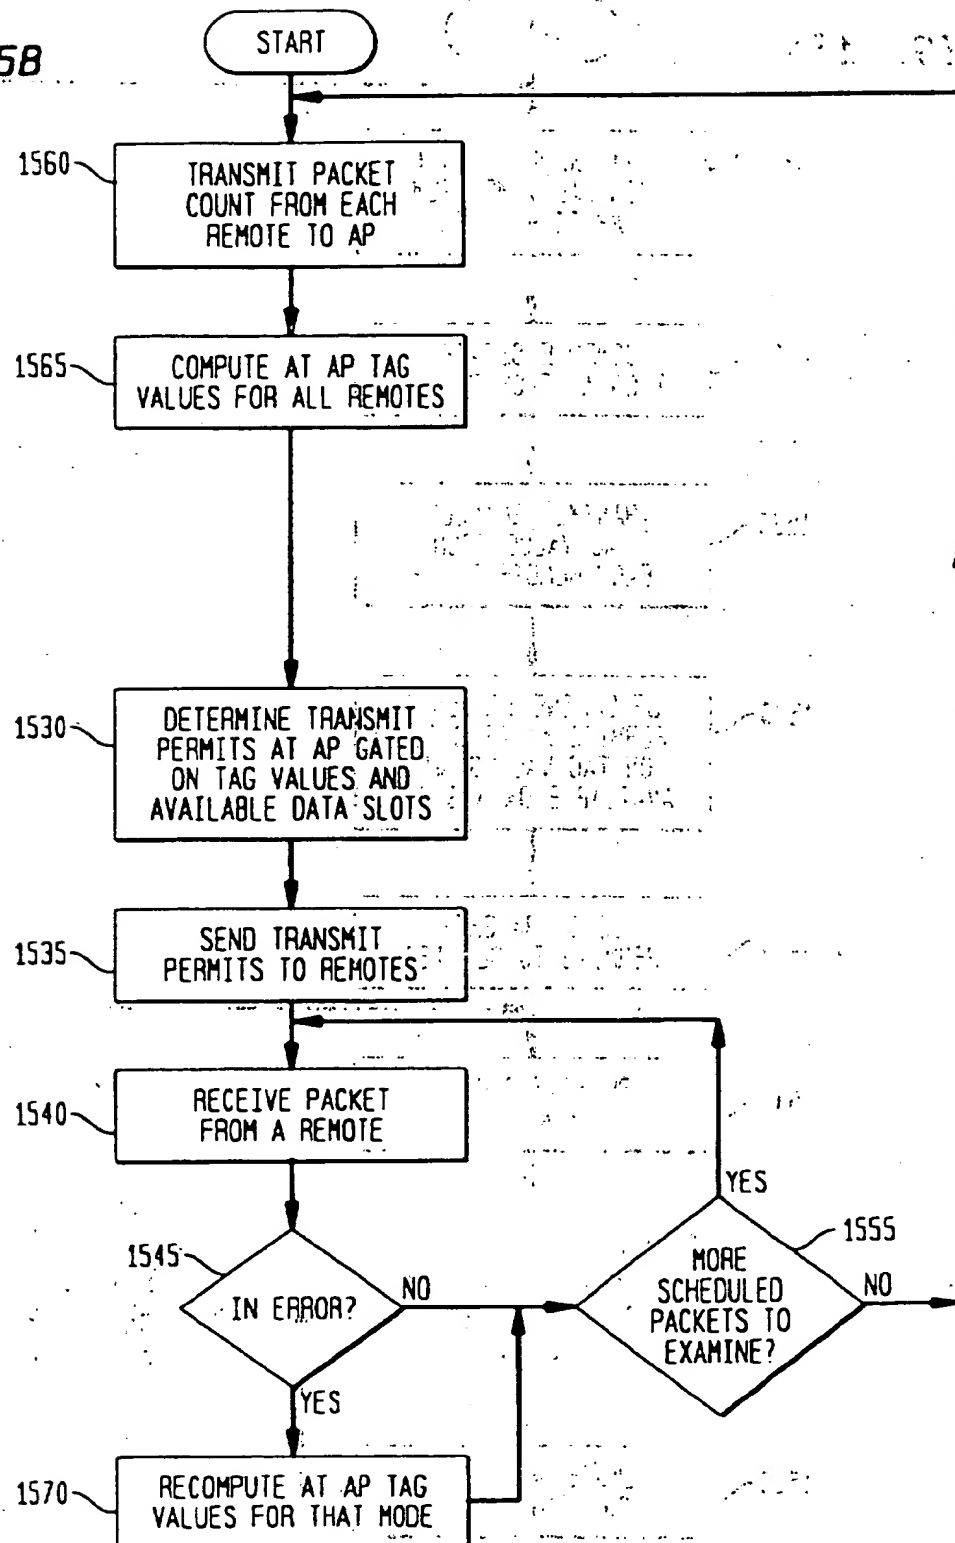 5B
START
1560
TRANSMIT PACKET
COUNT FROM EACH
REMOTE TO AP
1565
COMPUTE AT AP TAG
VALUES FOR ALL REMOTES
1530
DETERMINE TRANSMIT
PERMITS AT AP GATED
ON TAG VALUES AND
AVAILABLE DATA SLOTS
1535
SEND TRANSMIT
PERMITS TO REMOTES
1540
RECEIVE PACKET
FROM A REMOTE
YES
1545
IN ERROR?
NO
1555
MORE
SCHEDULED
PACKETS TO
EXAMINE?
NO
YES
1570
RECOMPUTE AT AP TAG
VALUES FOR THAT MODE